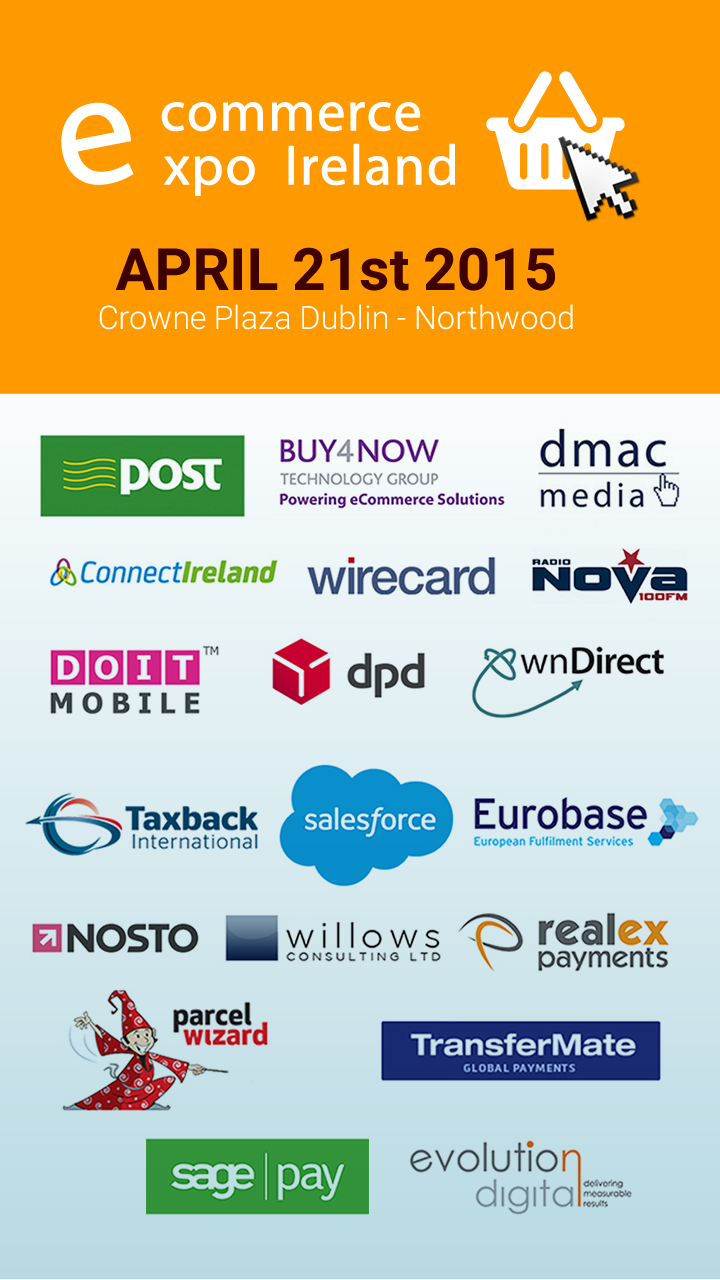 e commerce
xpo Ireland
APRIL 21st 2015
Crowne Plaza Dublin - Northwood
post
BUY4NOW
TECHNOLOGY GROUP
Powering eCommerce Solutions
dmac
media
ConnectIreland
wirecard
RADIO
NOVA
100FM
DOIT™
MOBILE
dpd
wnDirect
Taxback
International
salesforce
Eurobase
European Fulfilment Services
NOSTO
willows
CONSULTING LTD
realex
payments
parcel
wizard
TransferMate
GLOBAL PAYMENTS
sage pay
evolution
digital
delivering
measurable
results